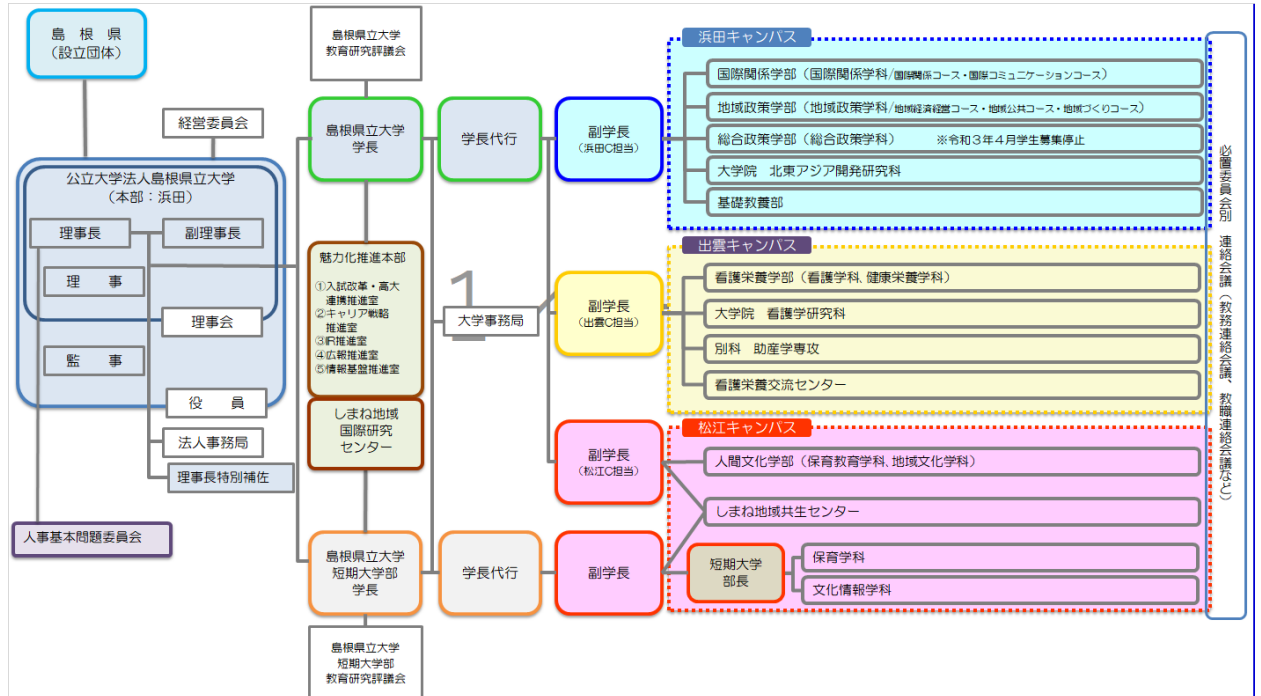 島 根 県
（設立団体）
経営委員会
公立大学法人島根県立大学
（本部：浜田）
理事長
副理事長
理 事
理事会
監 事
役 員
法人事務局
理事長特別補佐
人事基本問題委員会
島根県立大学
教育研究評議会
島根県立大学
学長
魅力化推進本部
①入試改革・高大
連携推進室
②キャリア戦略
推進室
③IR推進室
④広報推進室
⑤情報基盤推進室
しまね地域
国際研究
センター
島根県立大学
短期大学部
学長
島根県立大学
短期大学部
教育研究評議会
学長代行
1
大学事務局
学長代行
副学長
（浜田C担当）
副学長
（出雲C担当）
副学長
（松江C担当）
副学長
浜田キャンパス
国際関係学部（国際関係学科/国際関係コース・国際コミュニケーションコース）
地域政策学部（地域政策学科/地域経済経営コース・地域公共コース・地域づくりコース）
総合政策学部（総合政策学科） ※令和３年４月学生募集停止
大学院 北東アジア開発研究科
基礎教養部
出雲キャンパス
看護栄養学部（看護学科、健康栄養学科）
大学院 看護学研究科
別科 助産学専攻
看護栄養交流センター
松江キャンパス
人間文化学部（保育教育学科、地域文化学科）
しまね地域共生センター
短期大学
部長
保育学科
文化情報学科
必置委員会別 連絡会議（教務連絡会議、教職連絡会議など）